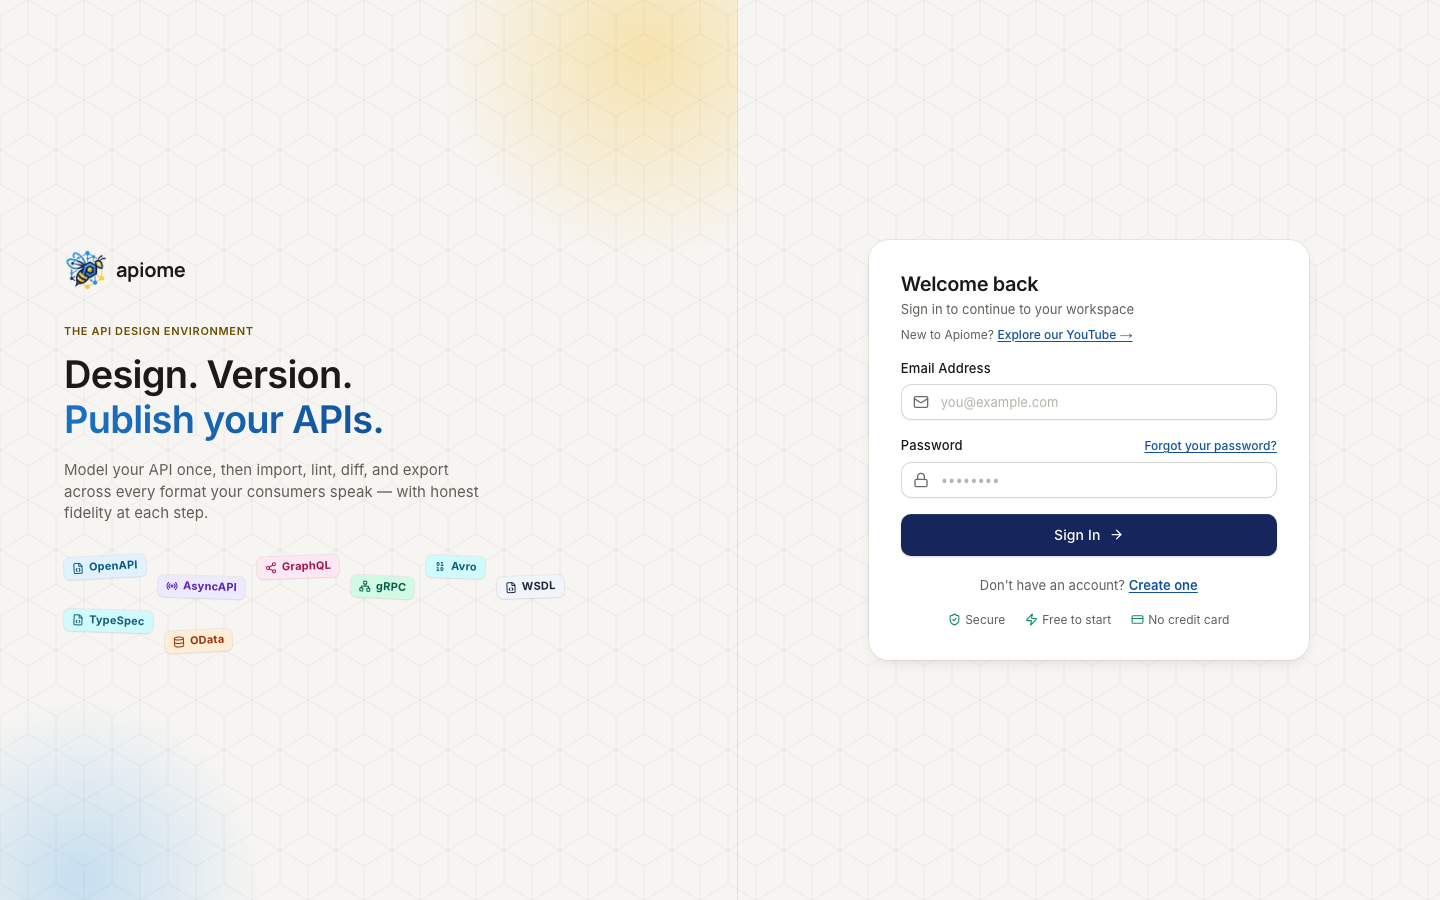 apiome
THE API DESIGN ENVIRONMENT
Design. Version.
Publish your APIs.
Model your API once, then import, lint, diff, and export
across every format your consumers speak — with honest
fidelity at each step.
OpenAPI
AsyncAPI
GraphQL
gRPC
Avro
WSDL
TypeSpec
OData
Welcome back
Sign in to continue to your workspace
New to Apiome? Explore our YouTube →
Email Address
you@example.com
Password Forgot your password?
••••••••
Sign In →
Don't have an account? Create one
Secure Free to start No credit card